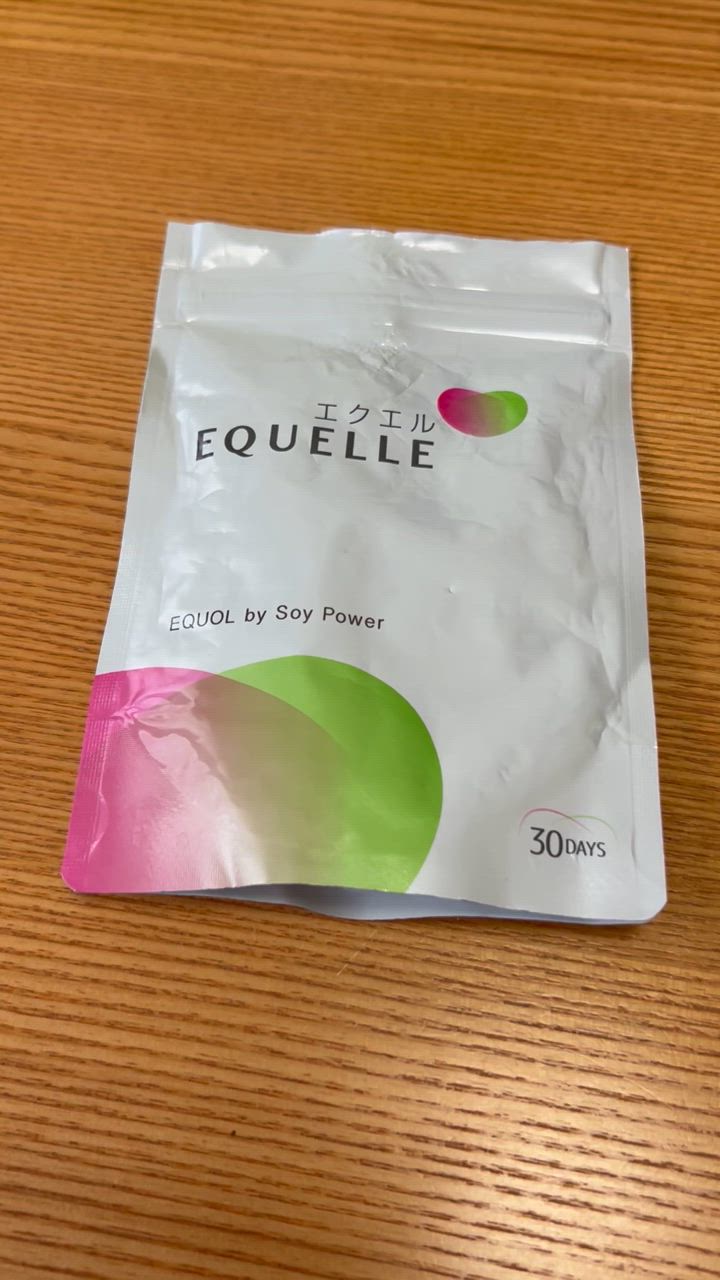 エクエル
EQUELLE
EQUOL by Soy Power
30DAYS